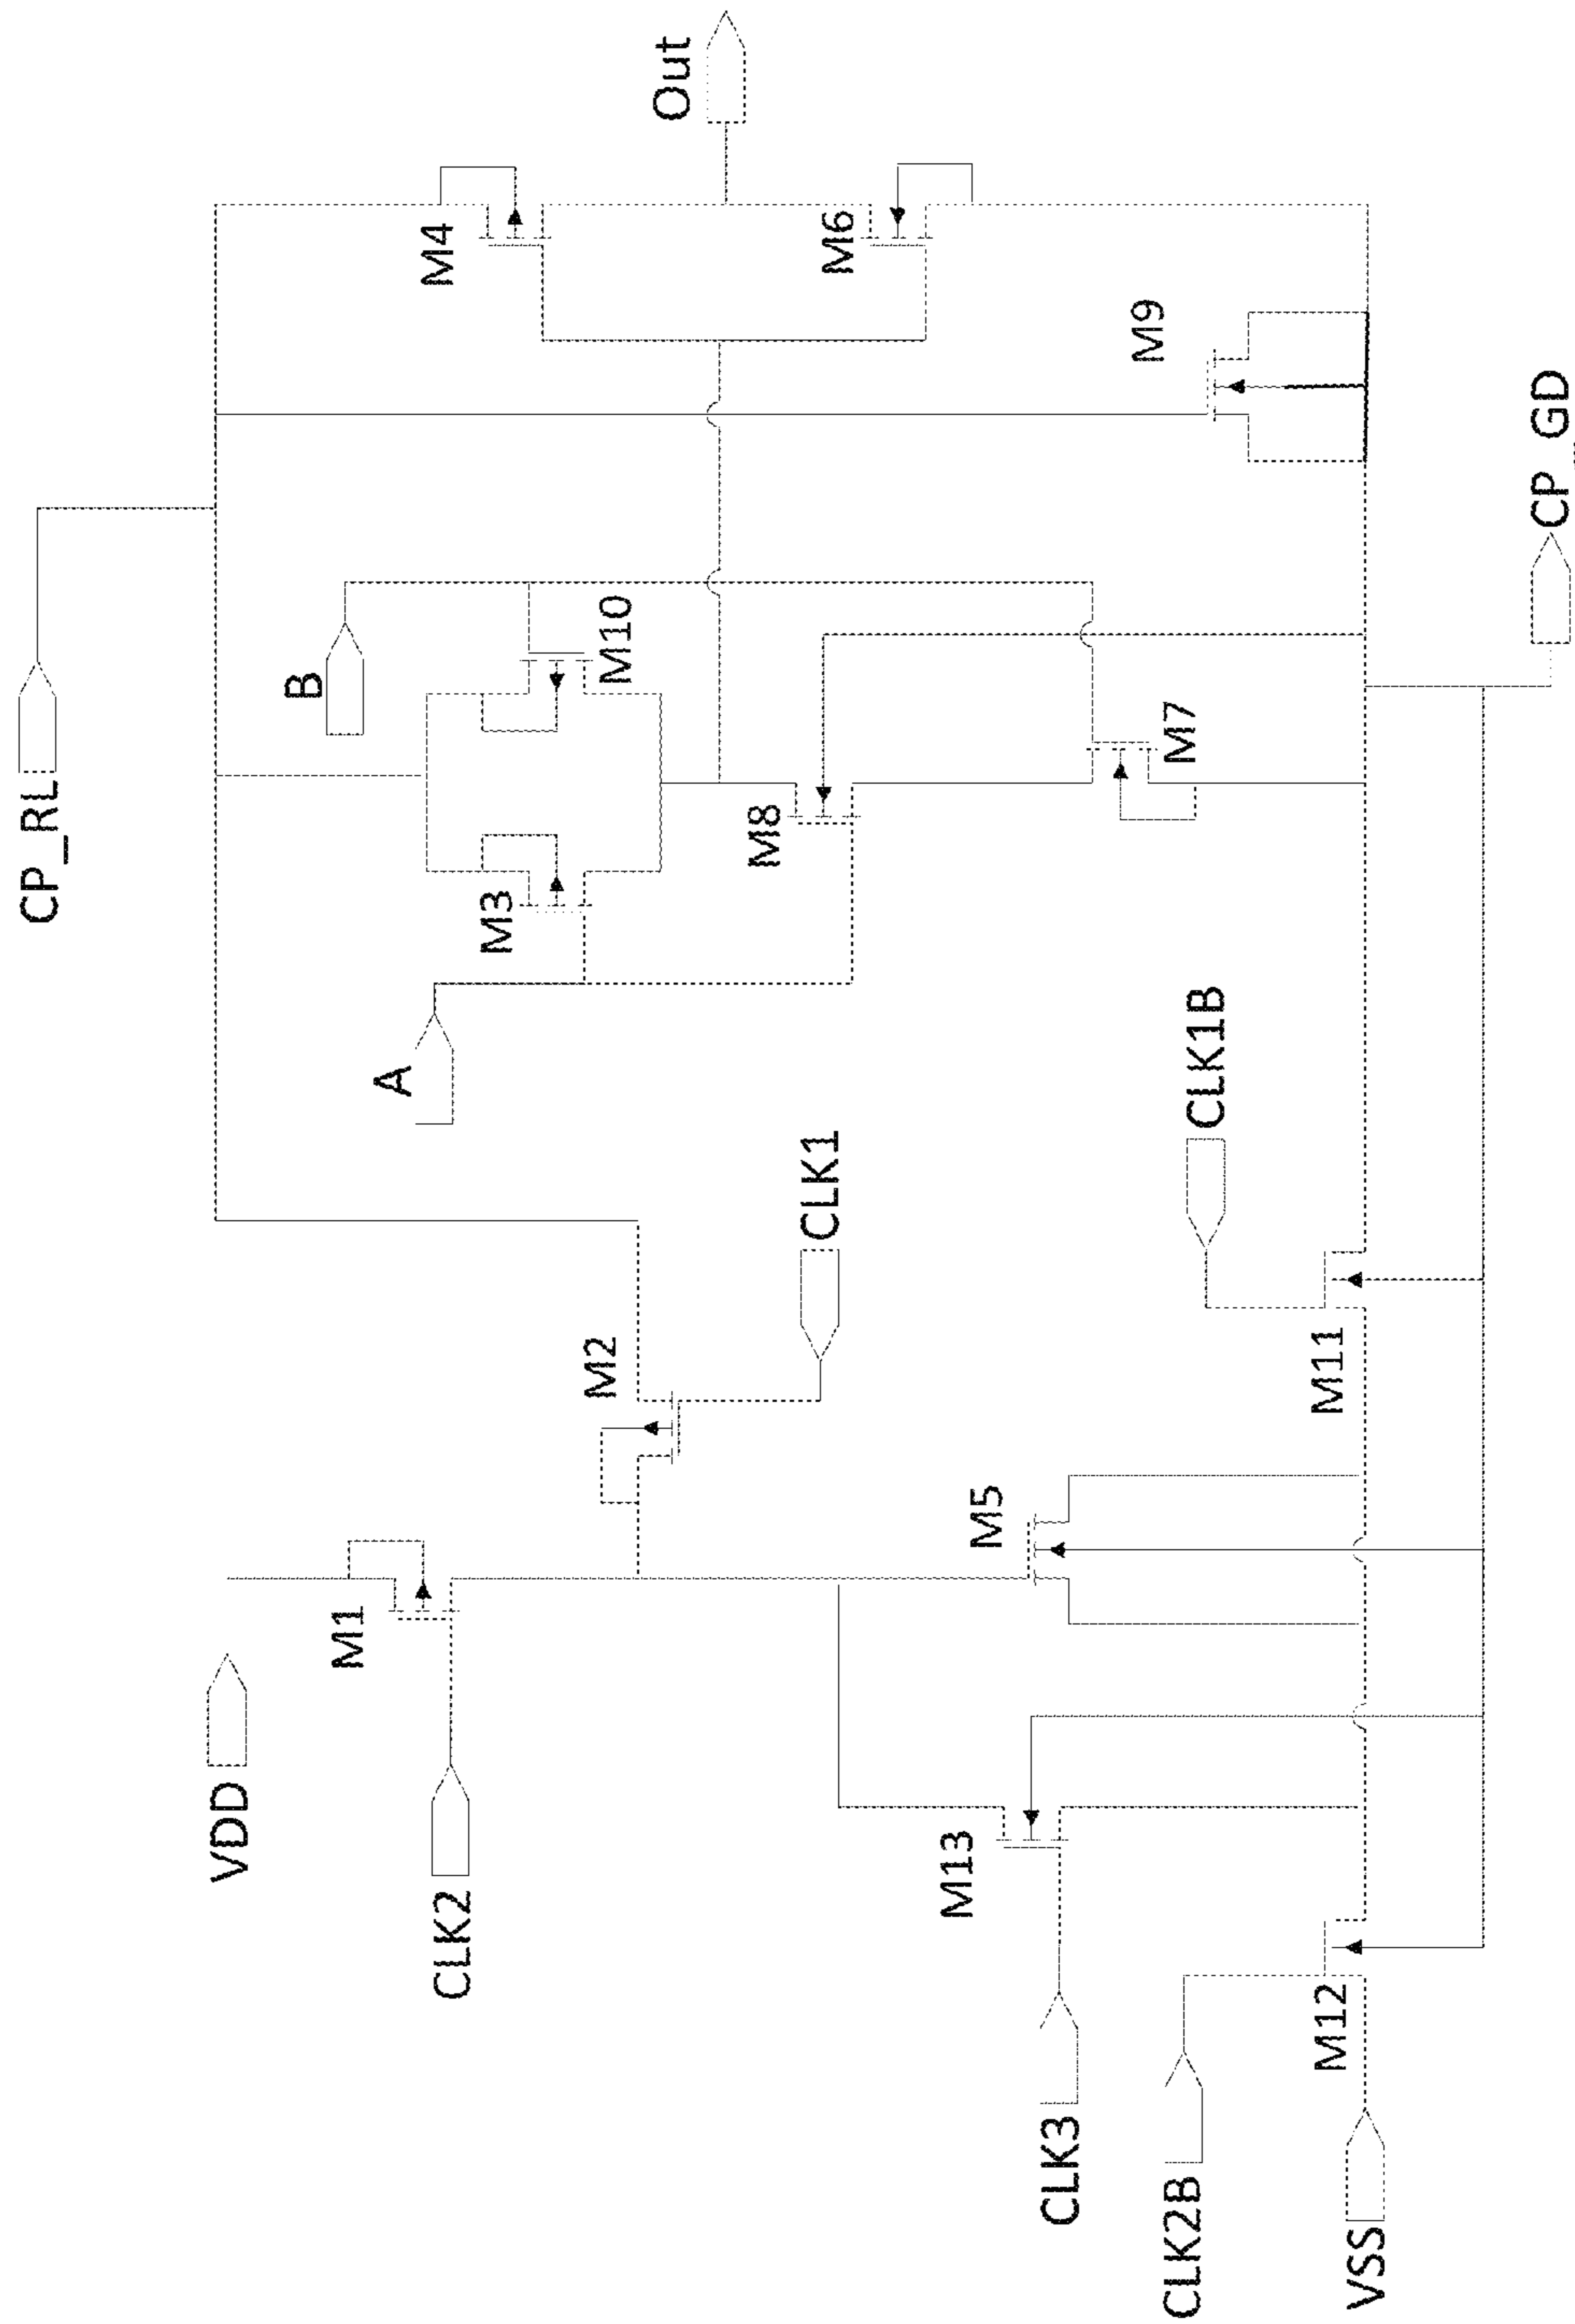 CP_RL
VDD
M1
CLK2
M2
CLK1
A
M3
B
M10
M4
Out
M6
M8
M7
M9
M5
M13
CLK3
CLK1B
M11
CLK2B
M12
VSS
CP_GD